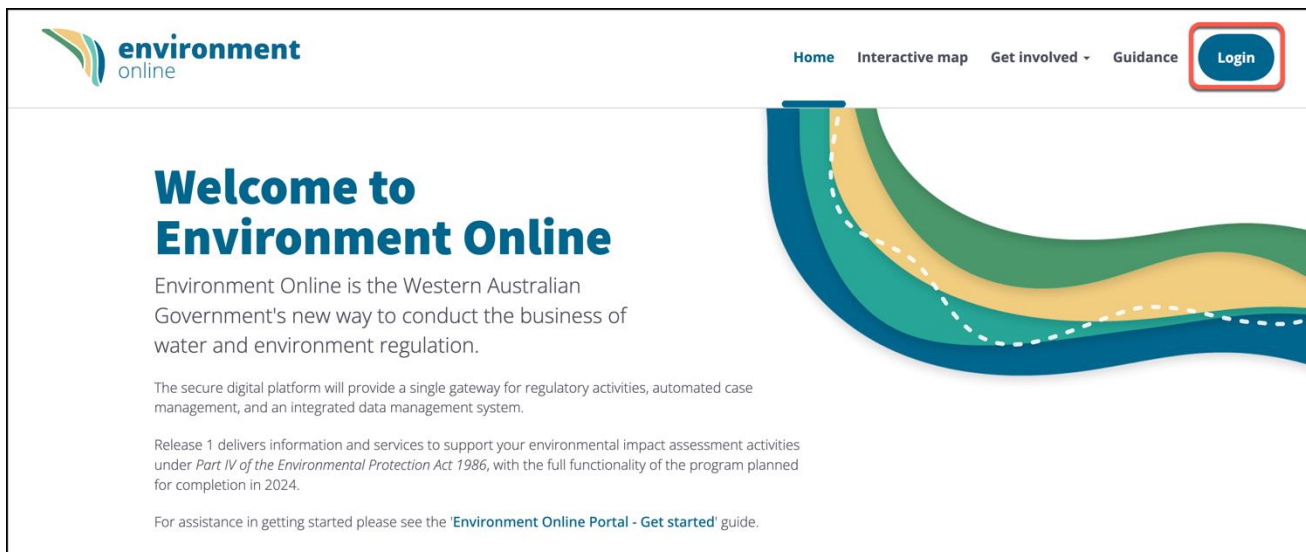 environment
online
Home Interactive map Get involved Guidance Login
Welcome to
Environment Online
Environment Online is the Western Australian
Government's new way to conduct the business of
water and environment regulation.
The secure digital platform will provide a single gateway for regulatory activities, automated case
management, and an integrated data management system.
Release 1 delivers information and services to support your environmental impact assessment activities
under Part IV of the Environmental Protection Act 1986, with the full functionality of the program planned
for completion in 2024.
For assistance in getting started please see the 'Environment Online Portal - Get started' guide.